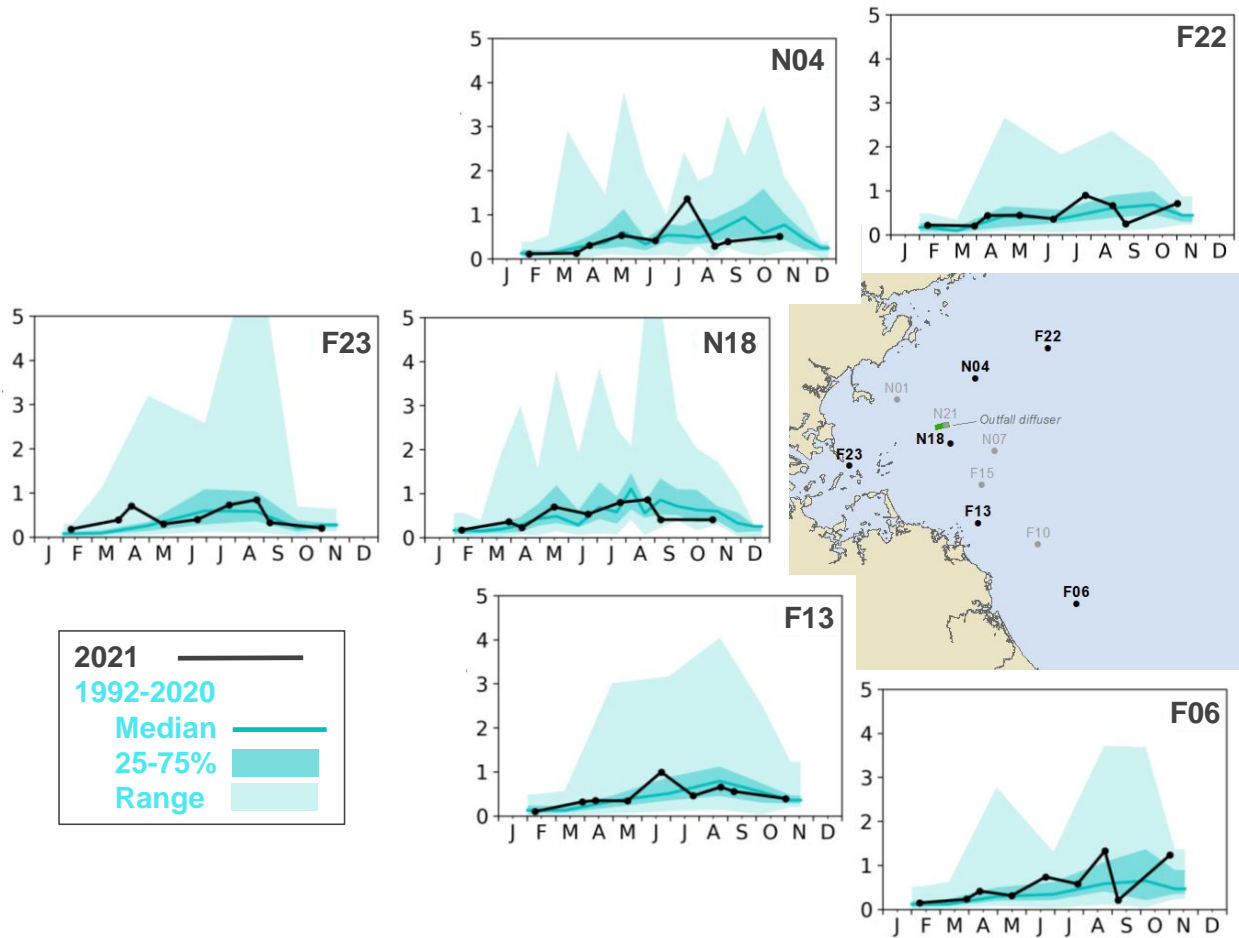 N04
5
4
3
2
1
0
J F M A M J J A S O N D
F22
5
4
3
2
1
0
J F M A M J J A S O N D
F23
5
4
3
2
1
0
J F M A M J J A S O N D
N18
5
4
3
2
1
0
J F M A M J J A S O N D
F22
N04
N01
N21
Outfall diffuser
N18
N07
F23
F15
F13
F10
F06
F13
5
4
3
2
1
0
J F M A M J J A S O N D
2021
1992-2020
Median
25-75%
Range
F06
5
4
3
2
1
0
J F M A M J J A S O N D